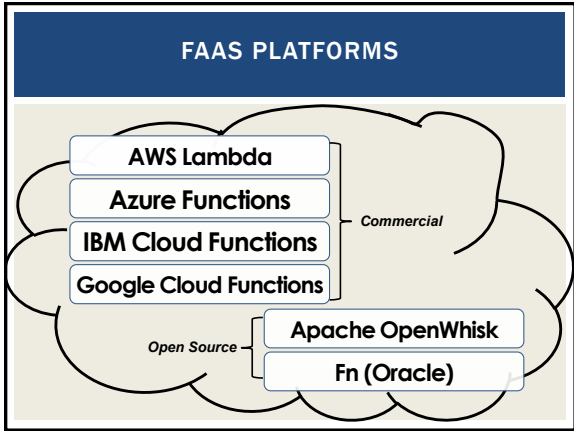 FAAS PLATFORMS
AWS Lambda
Azure Functions
Commercial
IBM Cloud Functions
Google Cloud Functions
Apache OpenWhisk
Open Source
Fn (Oracle)